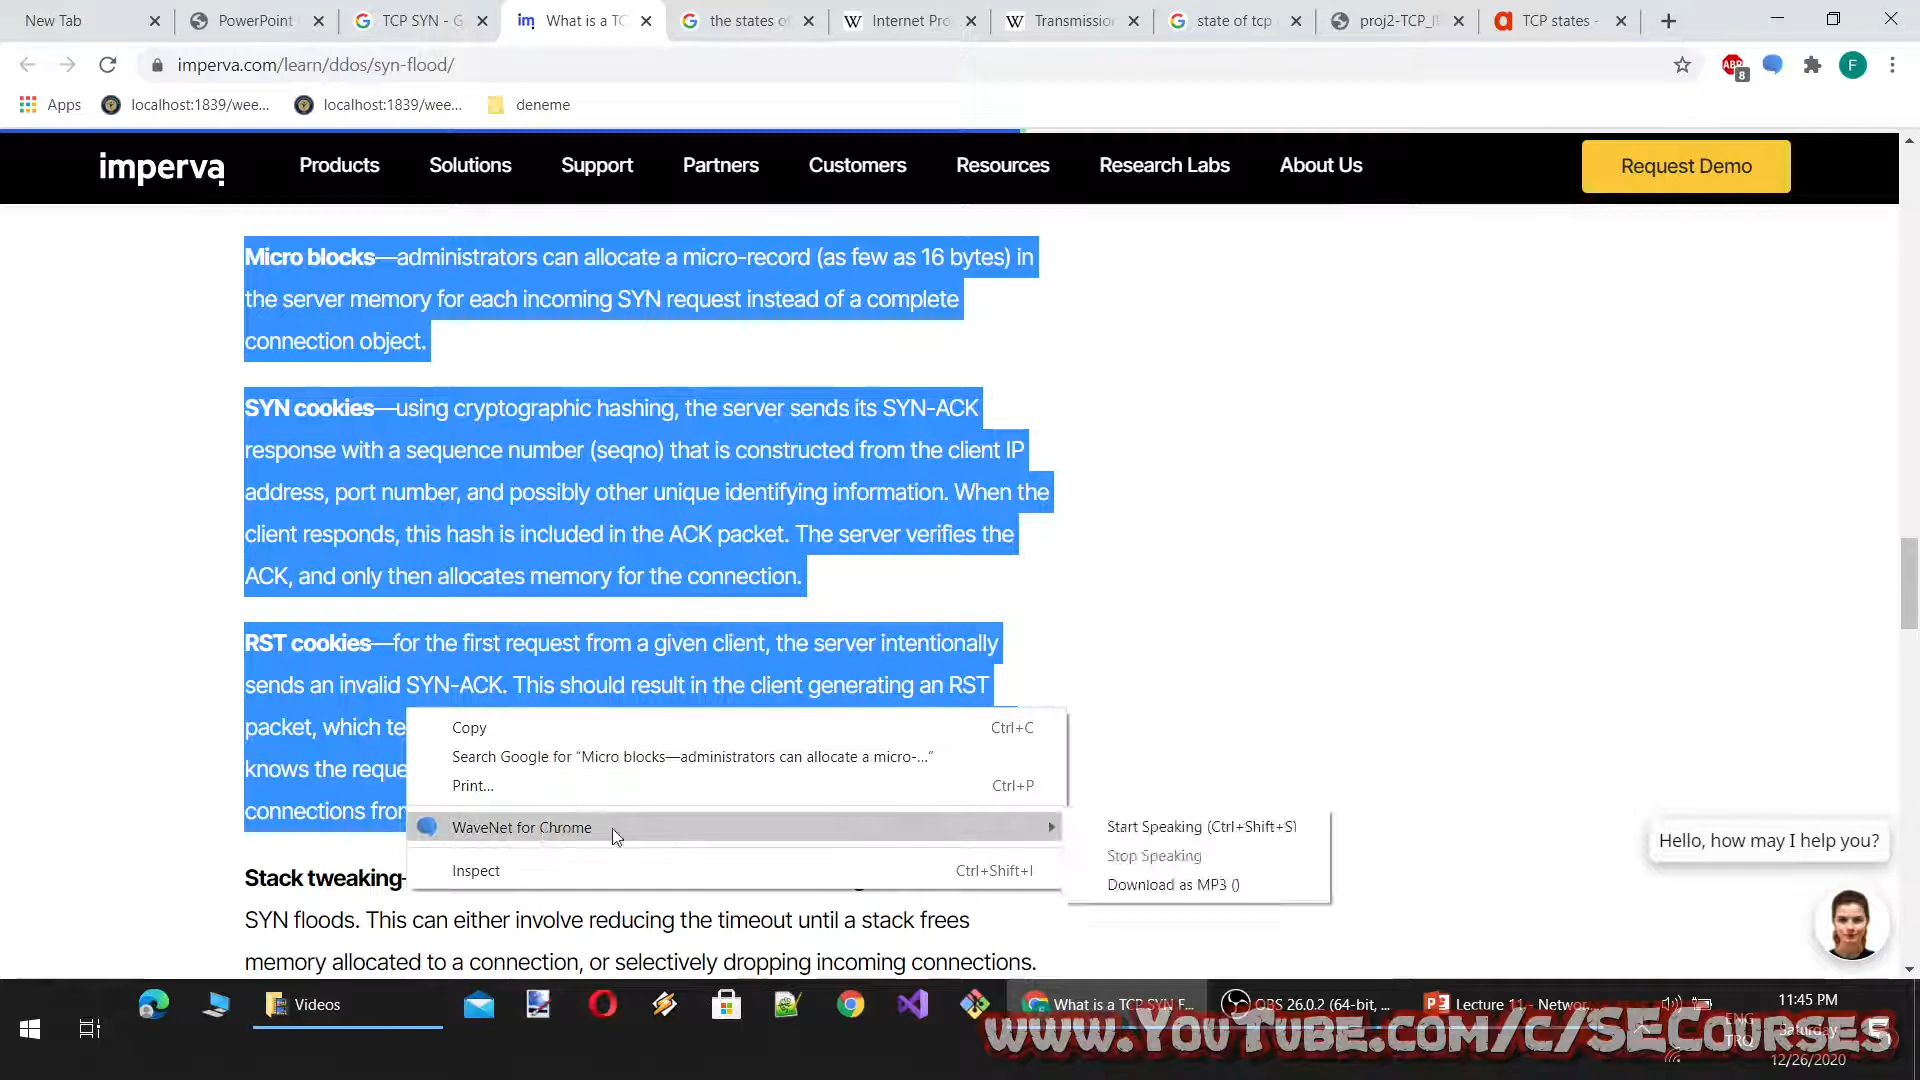 New Tab
PowerPoint
TCP SYN - G
im What is a TC
the states o
Internet Pro
Transmission
state of tcp
proj2-TCP_I
TCP states -
imperva.com/learn/ddos/syn-flood/
ABP 8
F
Apps
localhost:1839/wee...
localhost:1839/wee...
deneme
imperva
Products
Solutions
Support
Partners
Customers
Resources
Research Labs
About Us
Request Demo
Micro blocks—administrators can allocate a micro-record (as few as 16 bytes) in
the server memory for each incoming SYN request instead of a complete
connection object.
SYN cookies—using cryptographic hashing, the server sends its SYN-ACK
response with a sequence number (seqno) that is constructed from the client IP
address, port number, and possibly other unique identifying information. When the
client responds, this hash is included in the ACK packet. The server verifies the
ACK, and only then allocates memory for the connection.
RST cookies—for the first request from a given client, the server intentionally
sends an invalid SYN-ACK. This should result in the client generating an RST
packet, which te
knows the reque
connections from
Copy Ctrl+C
Search Google for “Micro blocks—administrators can allocate a micro-...”
Print... Ctrl+P
WaveNet for Chrome
Inspect Ctrl+Shift+I
Start Speaking (Ctrl+Shift+S)
Stop Speaking
Download as MP3 ()
Stack tweaking
SYN floods. This can either involve reducing the timeout until a stack frees
memory allocated to a connection, or selectively dropping incoming connections.
Hello, how may I help you?
Videos
What is a TCP SYN F...
OBS 26.0.2 (64-bit, ...
Lecture 11 - Networ...
ENG
TRQ
11:45 PM
Saturday
12/26/2020
www.YouTube.com/c/SECourses